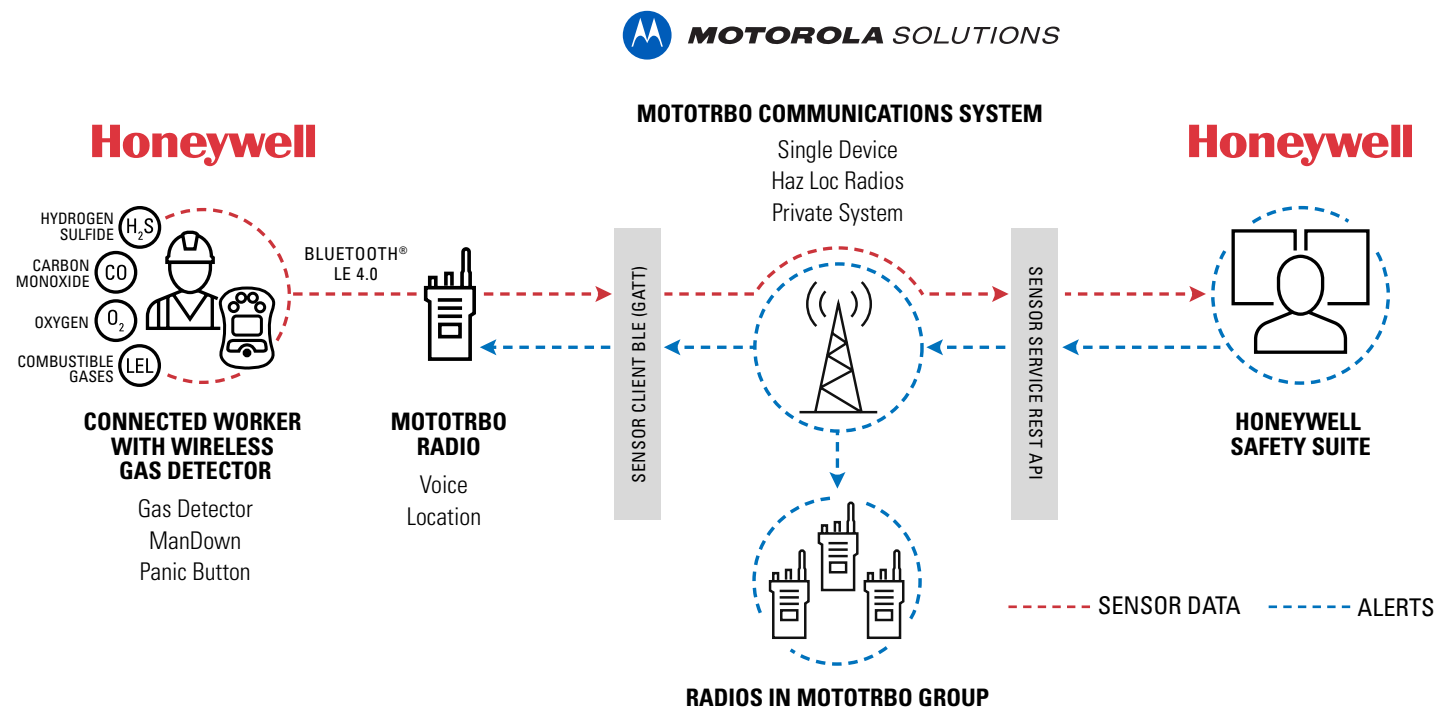 MOTOROLA SOLUTIONS
Honeywell
HYDROGEN
SULFIDE
H₂S
CARBON
MONOXIDE
CO
OXYGEN
O₂
COMBUSTIBLE
GASES
LEL
CONNECTED WORKER
WITH WIRELESS
GAS DETECTOR
Gas Detector
ManDown
Panic Button
BLUETOOTH®
LE 4.0
MOTOTRBO
RADIO
Voice
Location
SENSOR CLIENT BLE (GATT)
MOTOTRBO COMMUNICATIONS SYSTEM
Single Device
Haz Loc Radios
Private System
RADIOS IN MOTOTRBO GROUP
SENSOR SERVICE REST API
Honeywell
HONEYWELL
SAFETY SUITE
SENSOR DATA
ALERTS